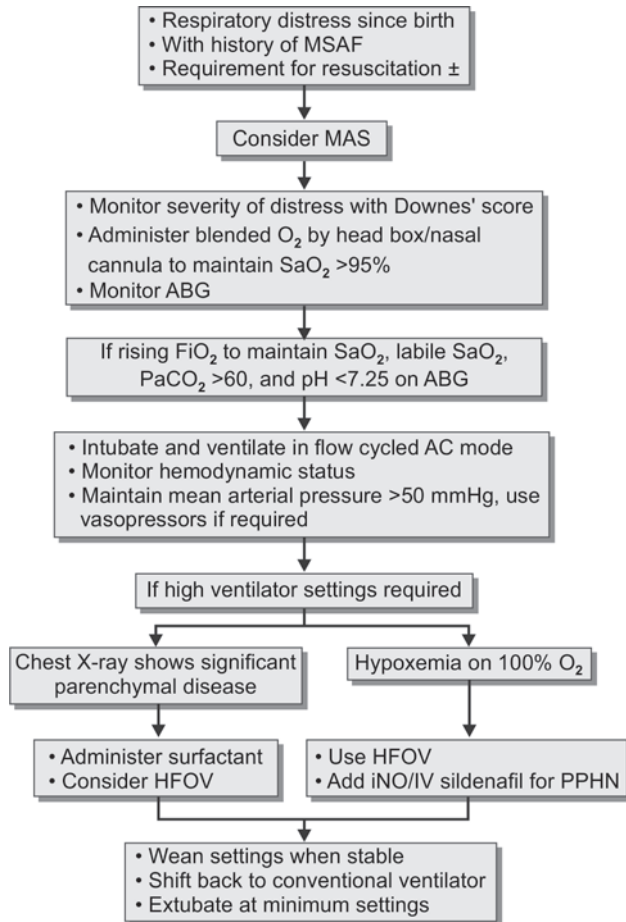 • Respiratory distress since birth
• With history of MSAF
• Requirement for resuscitation ±
Consider MAS
• Monitor severity of distress with Downes' score
• Administer blended O₂ by head box/nasal
cannula to maintain SaO₂ >95%
• Monitor ABG
If rising FiO₂ to maintain SaO₂, labile SaO₂,
PaCO₂ >60, and pH <7.25 on ABG
• Intubate and ventilate in flow cycled AC mode
• Monitor hemodynamic status
• Maintain mean arterial pressure >50 mmHg, use
vasopressors if required
If high ventilator settings required
Chest X-ray shows significant
parenchymal disease
• Administer surfactant
• Consider HFOV
Hypoxemia on 100% O₂
• Use HFOV
• Add iNO/IV sildenafil for PPHN
• Wean settings when stable
• Shift back to conventional ventilator
• Extubate at minimum settings